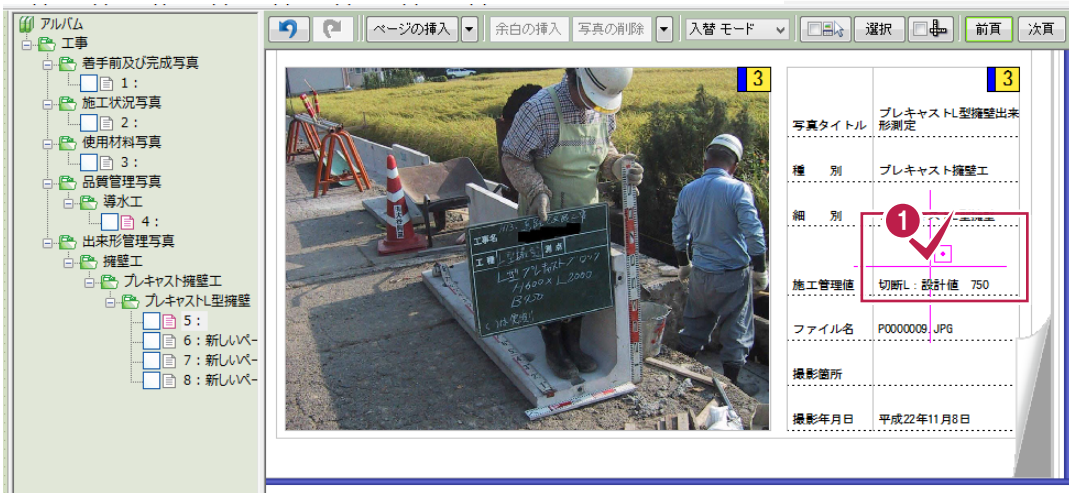 アルバム
工事
着手前及び完成写真
1：
施工状況写真
2：
使用材料写真
3：
品質管理写真
導水工
4：
出来形管理写真
擁壁工
プレキャスト擁壁工
プレキャストL型擁壁
5：
6：新しいペー
7：新しいペー
8：新しいペー
ページの挿入
余白の挿入
写真の削除
入替 モード
選択
前頁
次頁
3
工事名
工種
測点
L型プレキャストブロック
H600×L2000
3
写真タイトル プレキャストL型擁壁出来
形測定
種 別 プレキャスト擁壁工
細 別
1
施工管理値 切断L：設計値 750
ファイル名 P0000009.JPG
撮影箇所
撮影年月日 平成22年11月8日